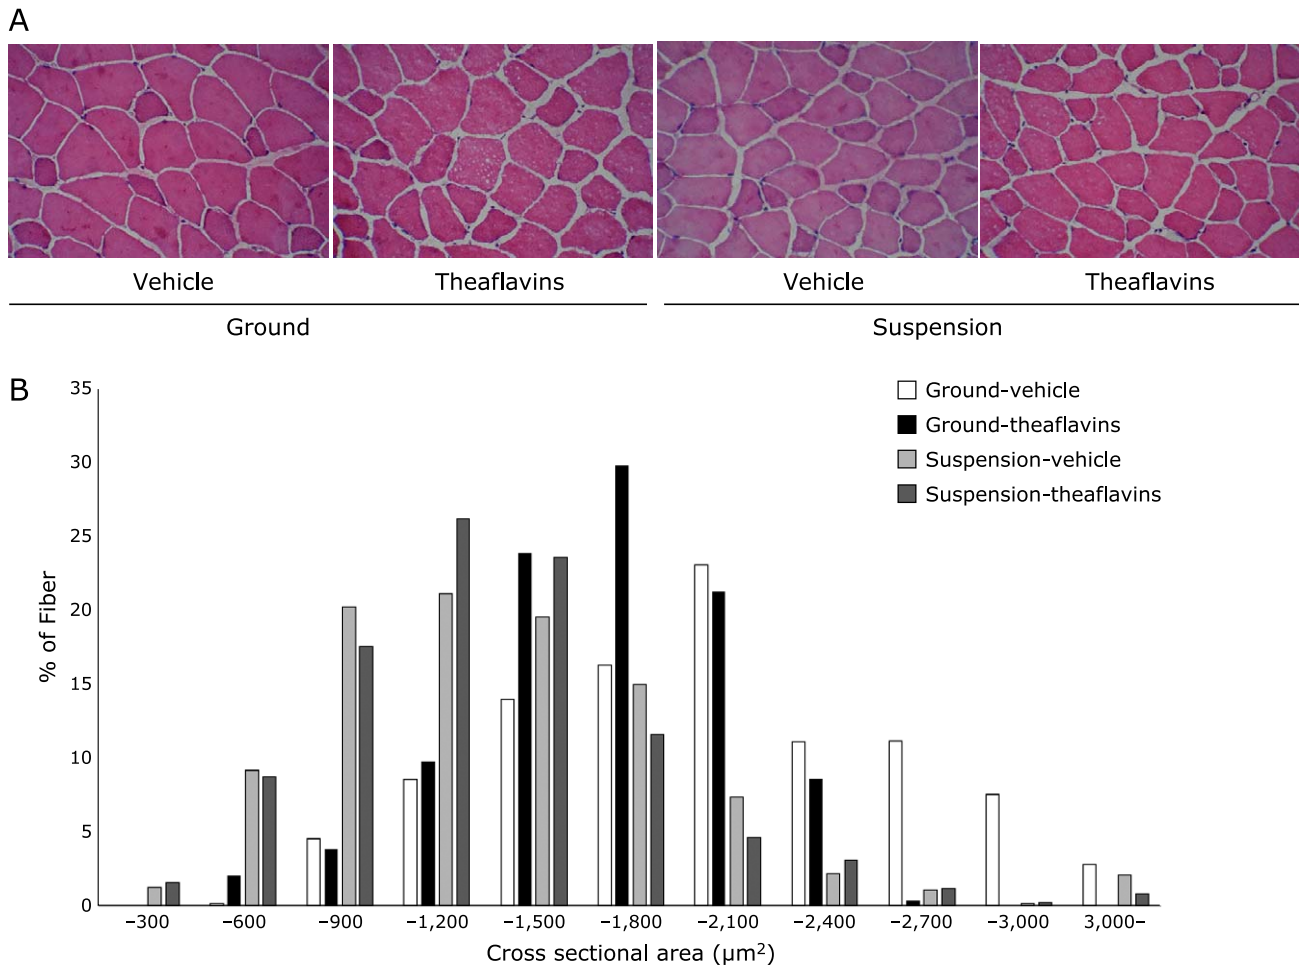 A
Vehicle
Theaflavins
Vehicle
Theaflavins
Ground
Suspension
B
35
30
25
20
15
10
5
0
% of Fiber
Ground–vehicle
Ground–theaflavins
Suspension–vehicle
Suspension–theaflavins
–300 –600 –900 –1,200 –1,500 –1,800 –2,100 –2,400 –2,700 –3,000 3,000–
Cross sectional area (µm²)